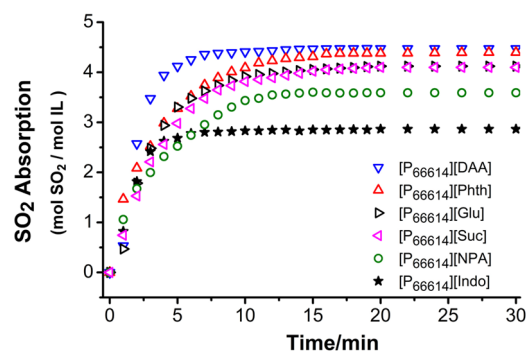 5
4
3
2
1
0
SO₂ Absorption
(mol SO₂ / mol IL)
[P₆₆₆₁₄][DAA]
[P₆₆₆₁₄][Phth]
[P₆₆₆₁₄][Glu]
[P₆₆₆₁₄][Suc]
[P₆₆₆₁₄][NPA]
[P₆₆₆₁₄][Indo]
0 5 10 15 20 25 30
Time/min